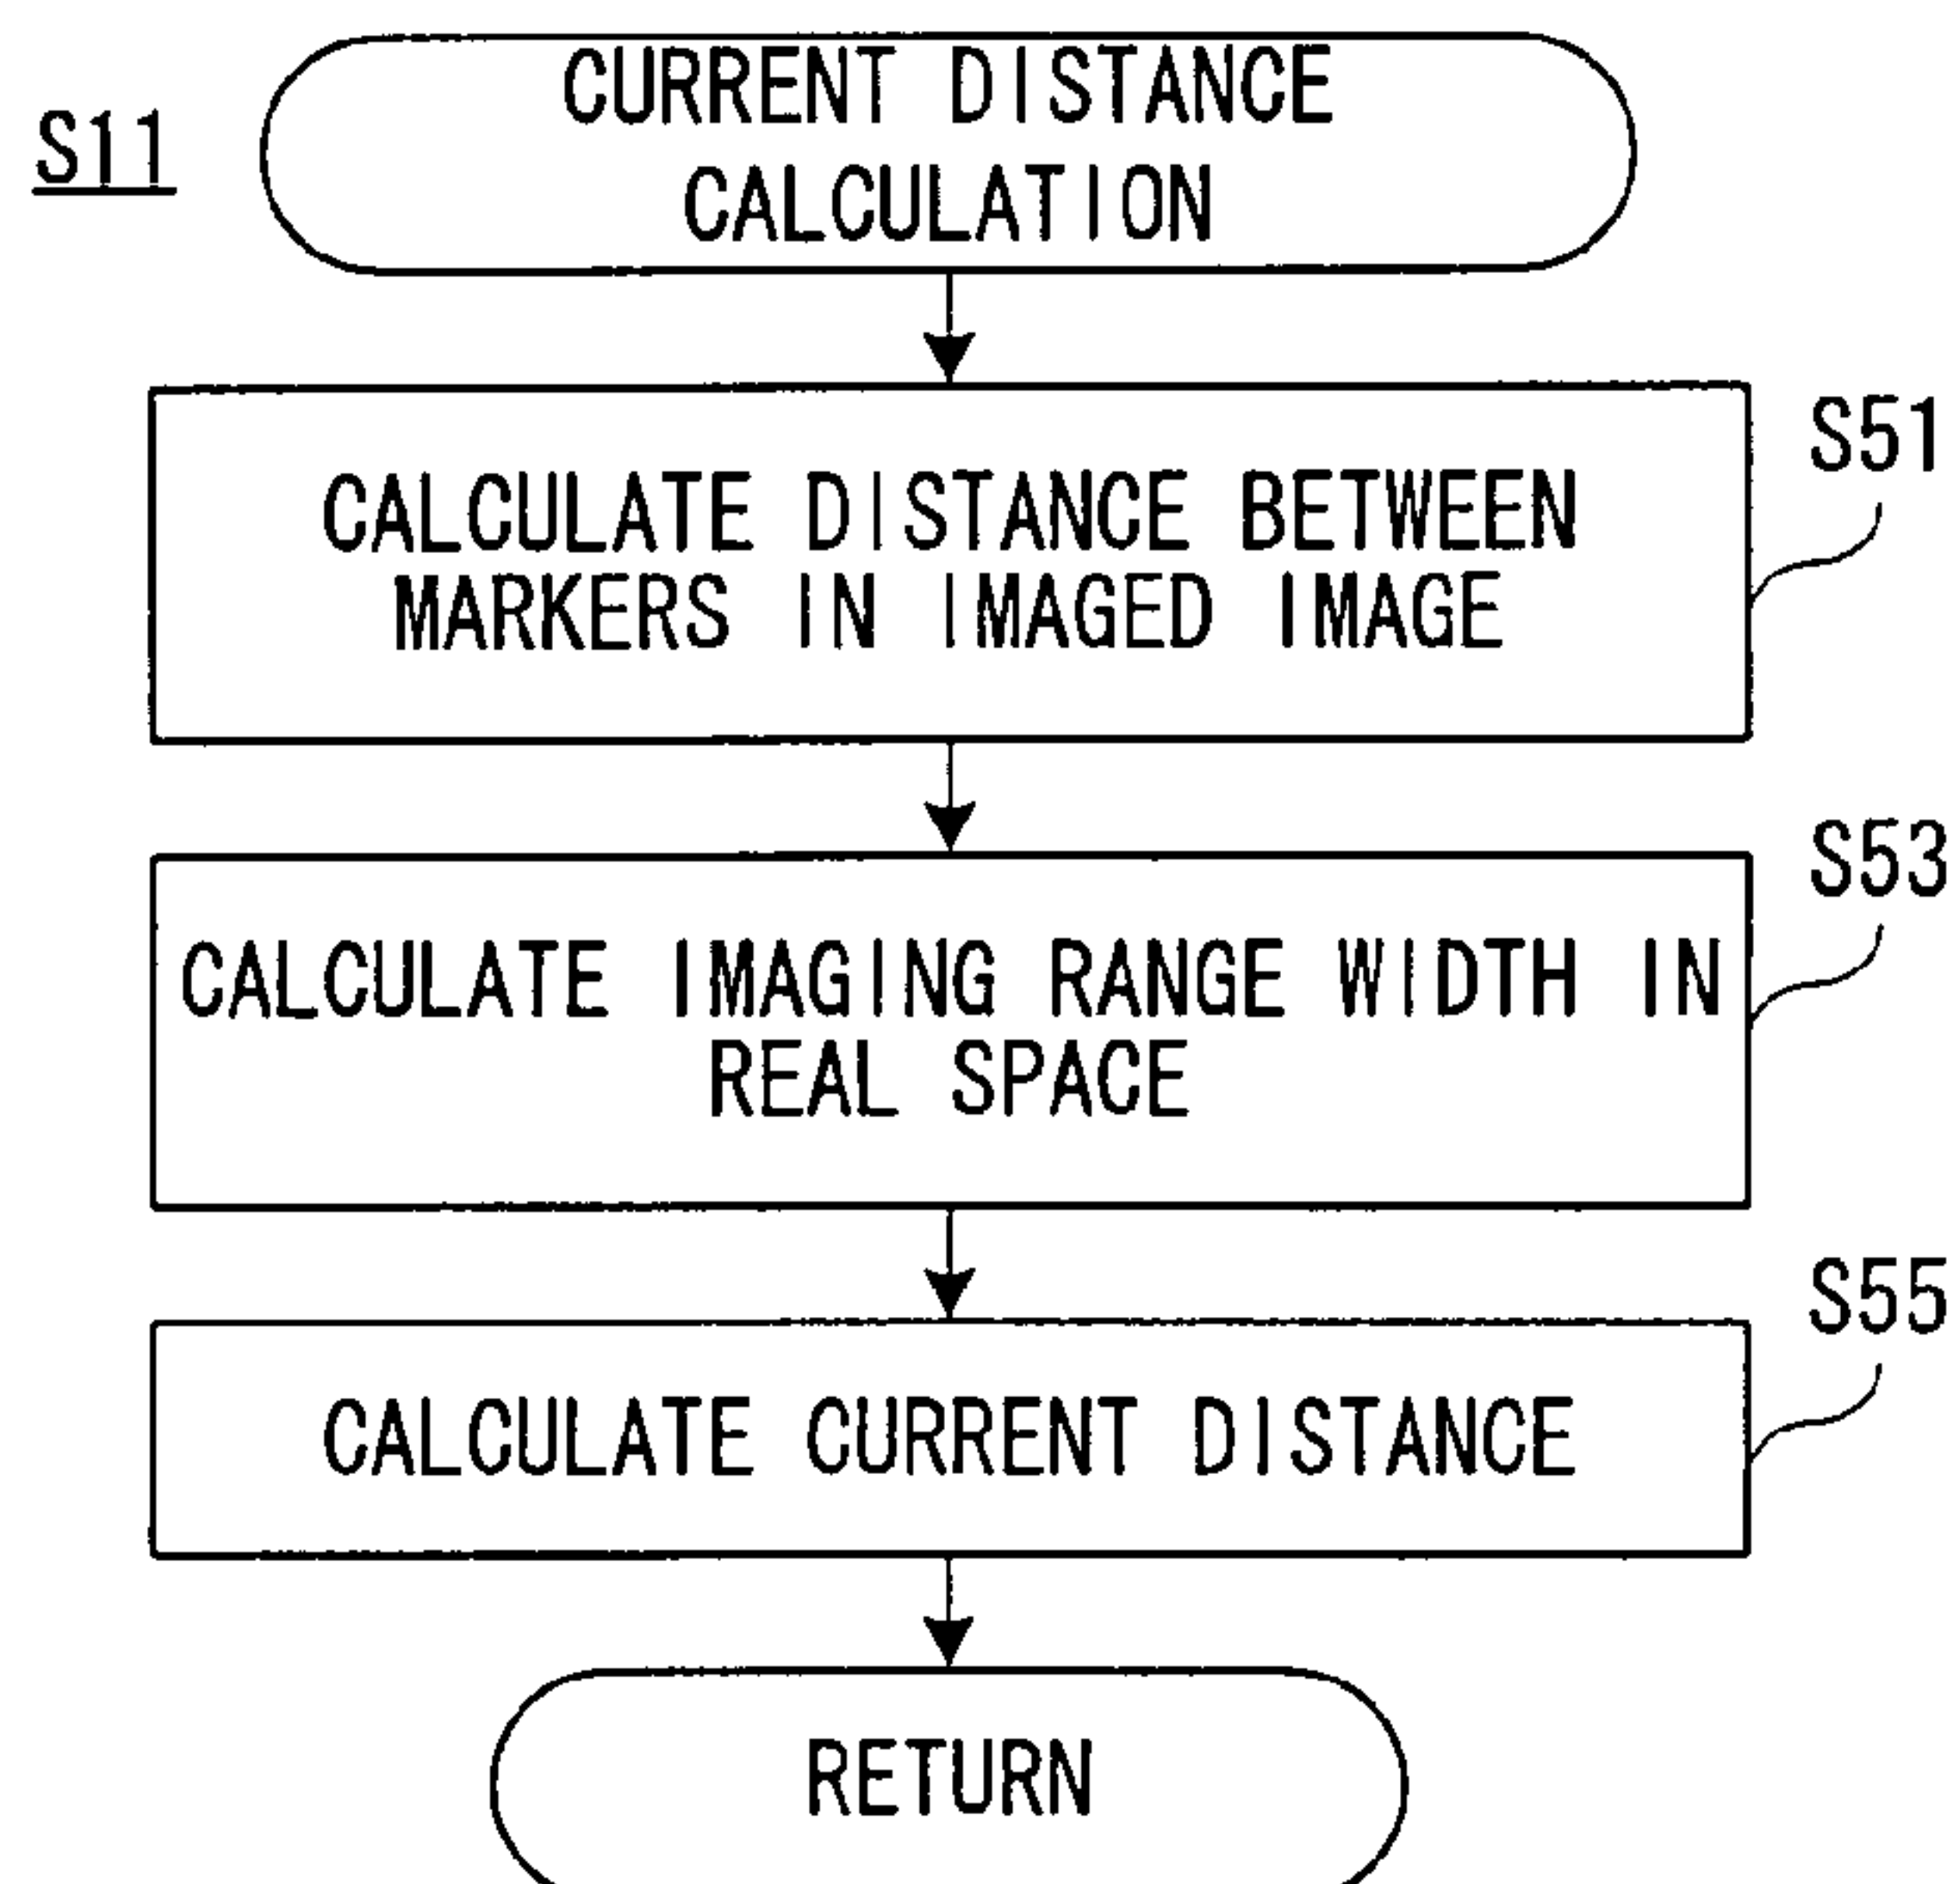 CURRENT DISTANCE
S11
CALCULATION
S51
CALCULATE DISTANCE BETWEEN
MARKERS IN IMAGED IMAGE
S53
CALCULATE IMAGING RANGE WIDTH IN
REAL SPACE
S55
CALCULATE CURRENT DISTANCE
RETURN